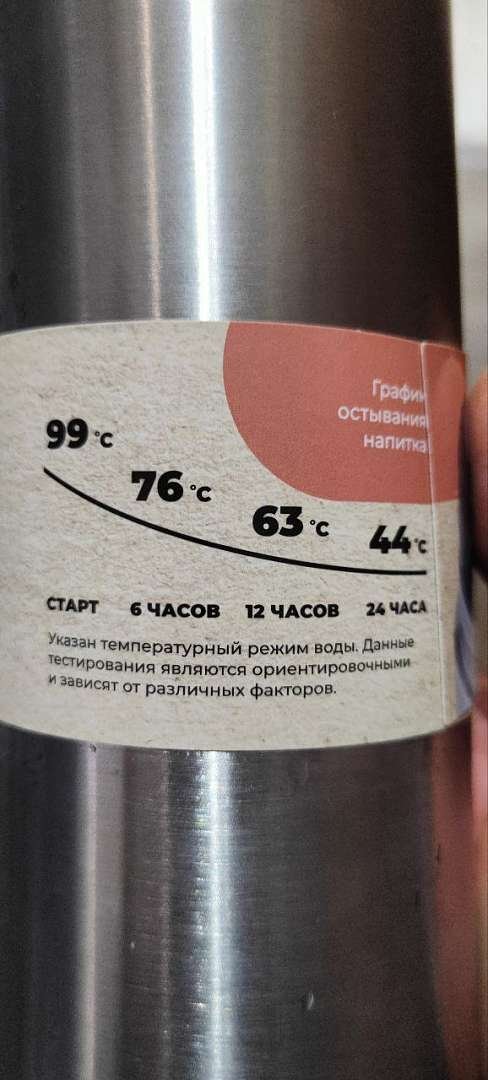 График
остывания
напитка
99 °C
76 °C
63 °C
44 °C
СТАРТ 6 ЧАСОВ 12 ЧАСОВ 24 ЧАСА
Указан температурный режим воды. Данные
тестирования являются ориентировочными
и зависят от различных факторов.